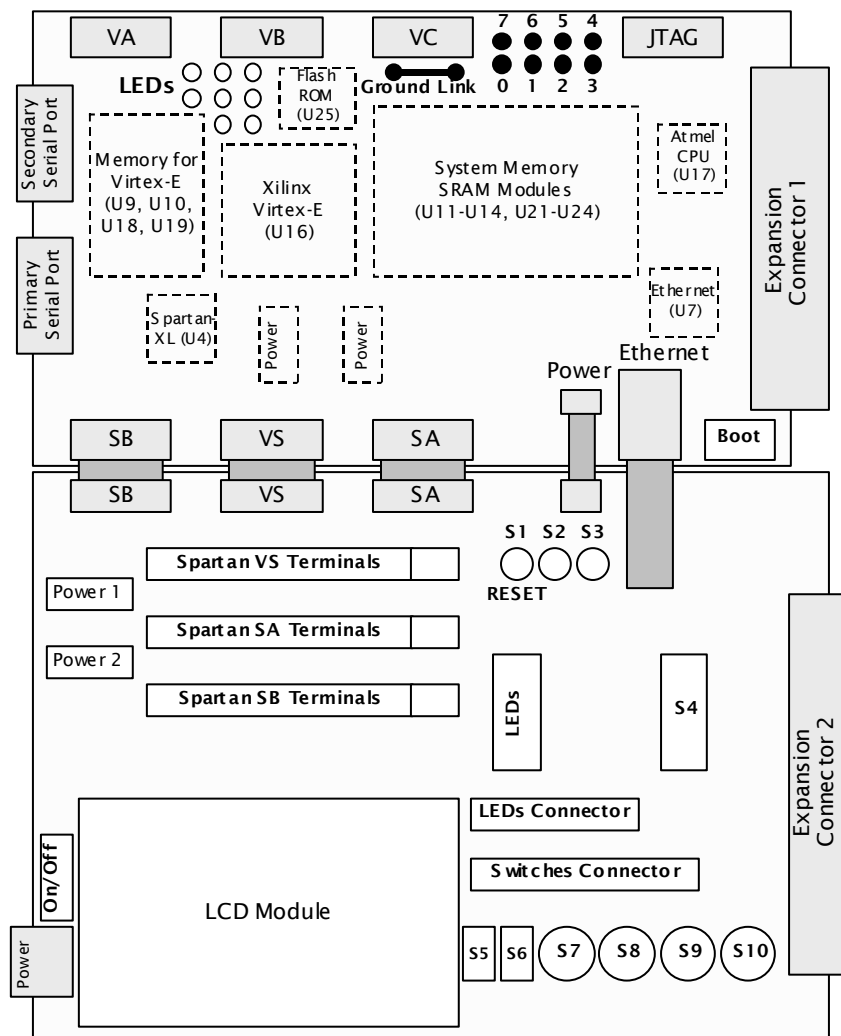 VA
VB
VC
7 6 5 4
JTAG
LEDs
Flash
ROM
(U25)
Ground Link
0 1 2 3
Secondary
Serial Port
Memory for
Virtex-E
(U9, U10,
U18, U19)
Xilinx
Virtex-E
(U16)
System Memory
SRAM Modules
(U11-U14, U21-U24)
Atmel
CPU
(U17)
Expansion
Connector 1
Primary
Serial Port
Spartan-
XL (U4)
Power
Power
Ethernet
(U7)
Ethernet
Power
SB
VS
SA
Boot
SB
VS
SA
S1 S2 S3
RESET
Spartan VS Terminals
Power 1
Spartan SA Terminals
Power 2
Spartan SB Terminals
LEDs
S4
Expansion
Connector 2
LEDs Connector
Switches Connector
On/Off
LCD Module
Power
S5
S6
S7
S8
S9
S10